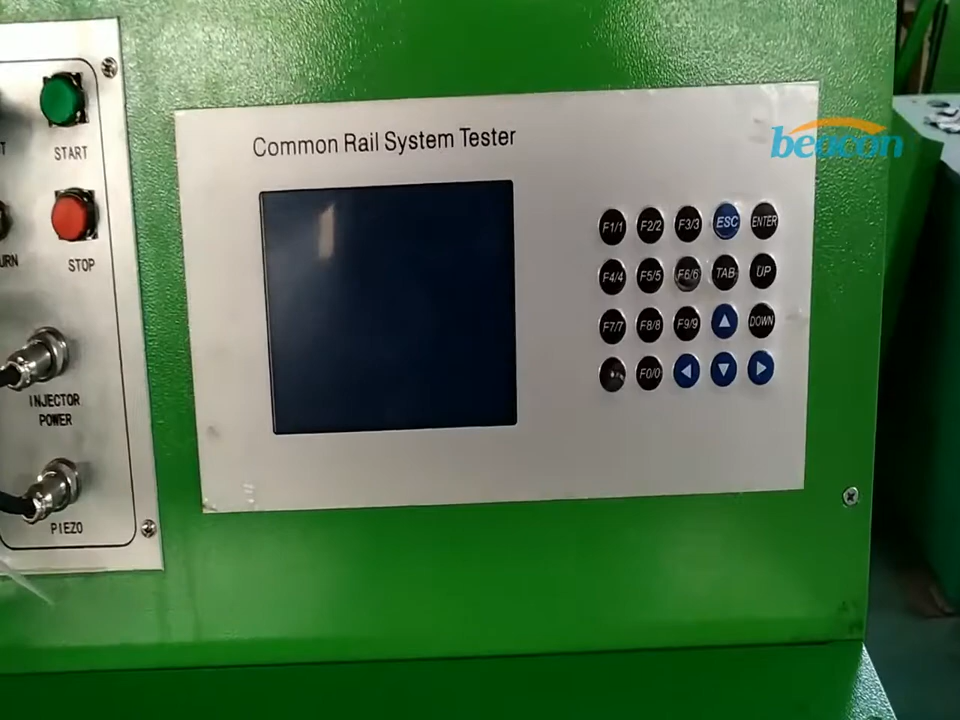 Common Rail System Tester
beacon
START
STOP
INJECTOR
POWER
PIEZO
F1/1 F2/2 F3/3 ESC ENTER
F4/4 F5/5 F6/6 TAB UP
F7/7 F8/8 F9/9 DOWN
F0/0